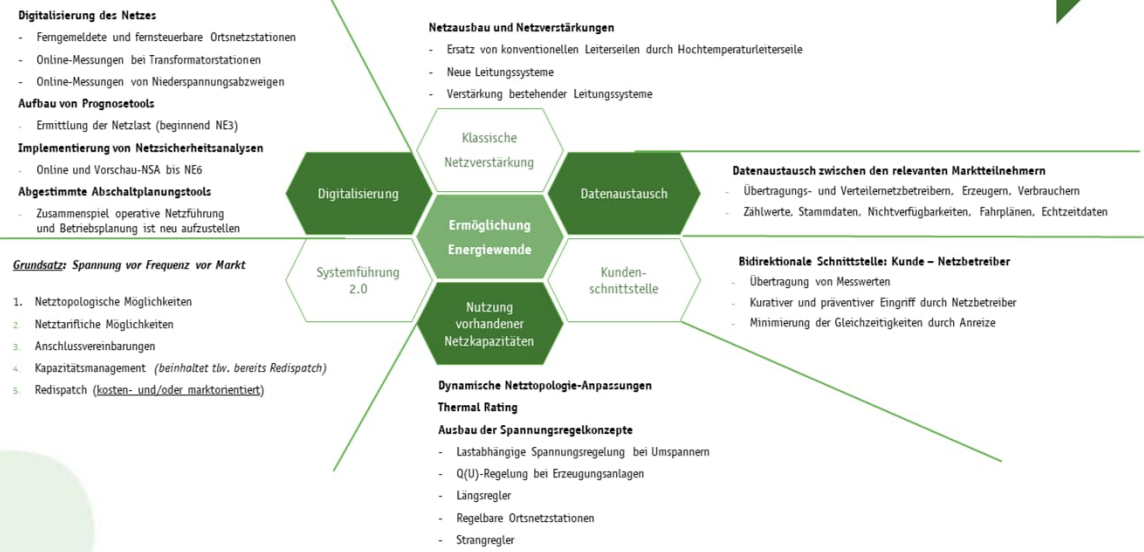 Digitalisierung des Netzes
- Ferngemeldete und fernsteuerbare Ortsnetzstationen
- Online-Messungen bei Transformatorstationen
- Online-Messungen von Niederspannungsabzweigen
Aufbau von Prognosetools
- Ermittlung der Netzlast (beginnend NE3)
Implementierung von Netzsicherheitsanalysen
- Online und Vorschau-NSA bis NE6
Abgestimmte Abschaltplanungstools
- Zusammenspiel operative Netzführung
und Betriebsplanung ist neu aufzustellen
Netzausbau und Netzverstärkungen
- Ersatz von konventionellen Leiterseilen durch Hochtemperaturleiterseile
- Neue Leitungssysteme
- Verstärkung bestehender Leitungssysteme
Klassische
Netzverstärkung
Digitalisierung
Datenaustausch
Ermöglichung
Energiewende
Systemführung
2.0
Kunden-
schnittstelle
Nutzung
vorhandener
Netzkapazitäten
Datenaustausch zwischen den relevanten Marktteilnehmern
- Übertragungs- und Verteilernetzbetreibern, Erzeugern, Verbrauchern
- Zählwerte, Stammdaten, Nichtverfügbarkeiten, Fahrplänen, Echtzeitdaten
Bidirektionale Schnittstelle: Kunde – Netzbetreiber
- Übertragung von Messwerten
- Kurativer und präventiver Eingriff durch Netzbetreiber
- Minimierung der Gleichzeitigkeiten durch Anreize
Grundsatz: Spannung vor Frequenz vor Markt
1. Netztopologische Möglichkeiten
2. Netztarifliche Möglichkeiten
3. Anschlussvereinbarungen
4. Kapazitätsmanagement (beinhaltet tlw. bereits Redispatch)
5. Redispatch (kosten- und/oder marktorientiert)
Dynamische Netztopologie-Anpassungen
Thermal Rating
Ausbau der Spannungsregelkonzepte
- Lastabhängige Spannungsregelung bei Umspannern
- Q(U)-Regelung bei Erzeugungsanlagen
- Längsregler
- Regelbare Ortsnetzstationen
- Strangregler